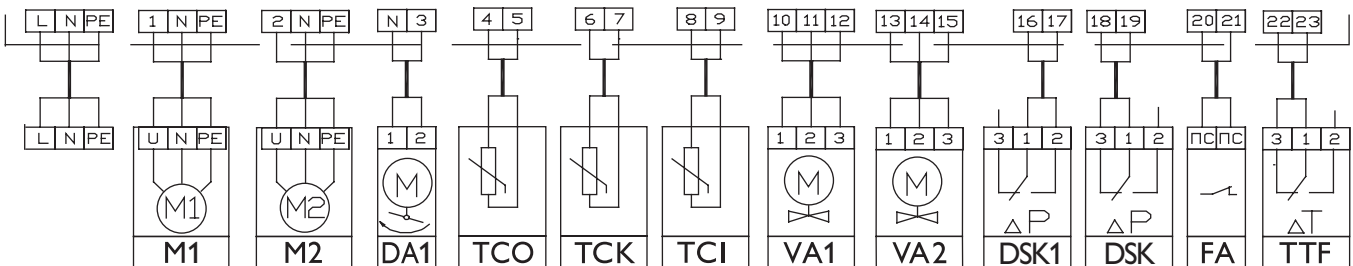 L N PE 1 N PE 2 N PE N 3 4 5 6 7 8 9 10 11 12 13 14 15 16 17 18 19 20 21 22 23
L N PE U N PE U N PE 1 2 1 2 3 1 2 3 3 1 2 3 1 2 ПС ПС 3 1 2
M1 M2 M M M ΔP ΔP ΔT
M1 M2 DA1 TCO TCK TCI VA1 VA2 DSK1 DSK FA TTF